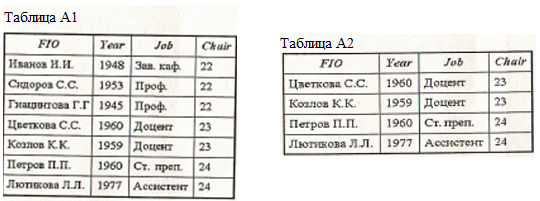 Таблица А1
FIO Year Job Chair
Иванов И.И. 1948 Зав. каф. 22
Сидоров С.С. 1953 Проф. 22
Гиацинтова Г.Г 1945 Проф. 22
Цветкова С.С. 1960 Доцент 23
Козлов К.К. 1959 Доцент 23
Петров П.П. 1960 Ст. преп. 24
Лютикова Л.Л. 1977 Ассистент 24
Таблица А2
FIO Year Job Chair
Цветкова С.С. 1960 Доцент 23
Козлов К.К. 1959 Доцент 23
Петров П.П. 1960 Ст. преп. 24
Лютикова Л.Л. 1977 Ассистент 24